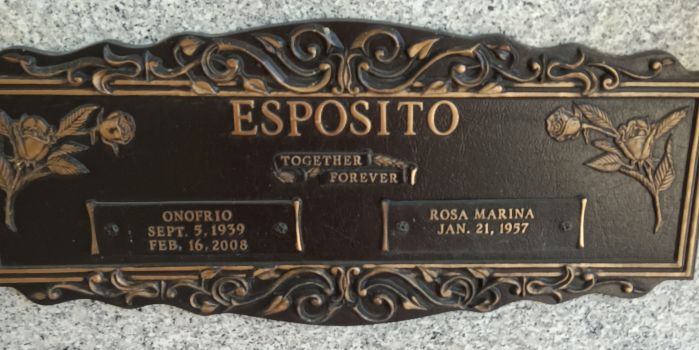 ESPOSITO
TOGETHER
FOREVER
ONOFRIO
SEPT. 5, 1939
FEB. 16, 2008
ROSA MARINA
JAN. 21, 1957